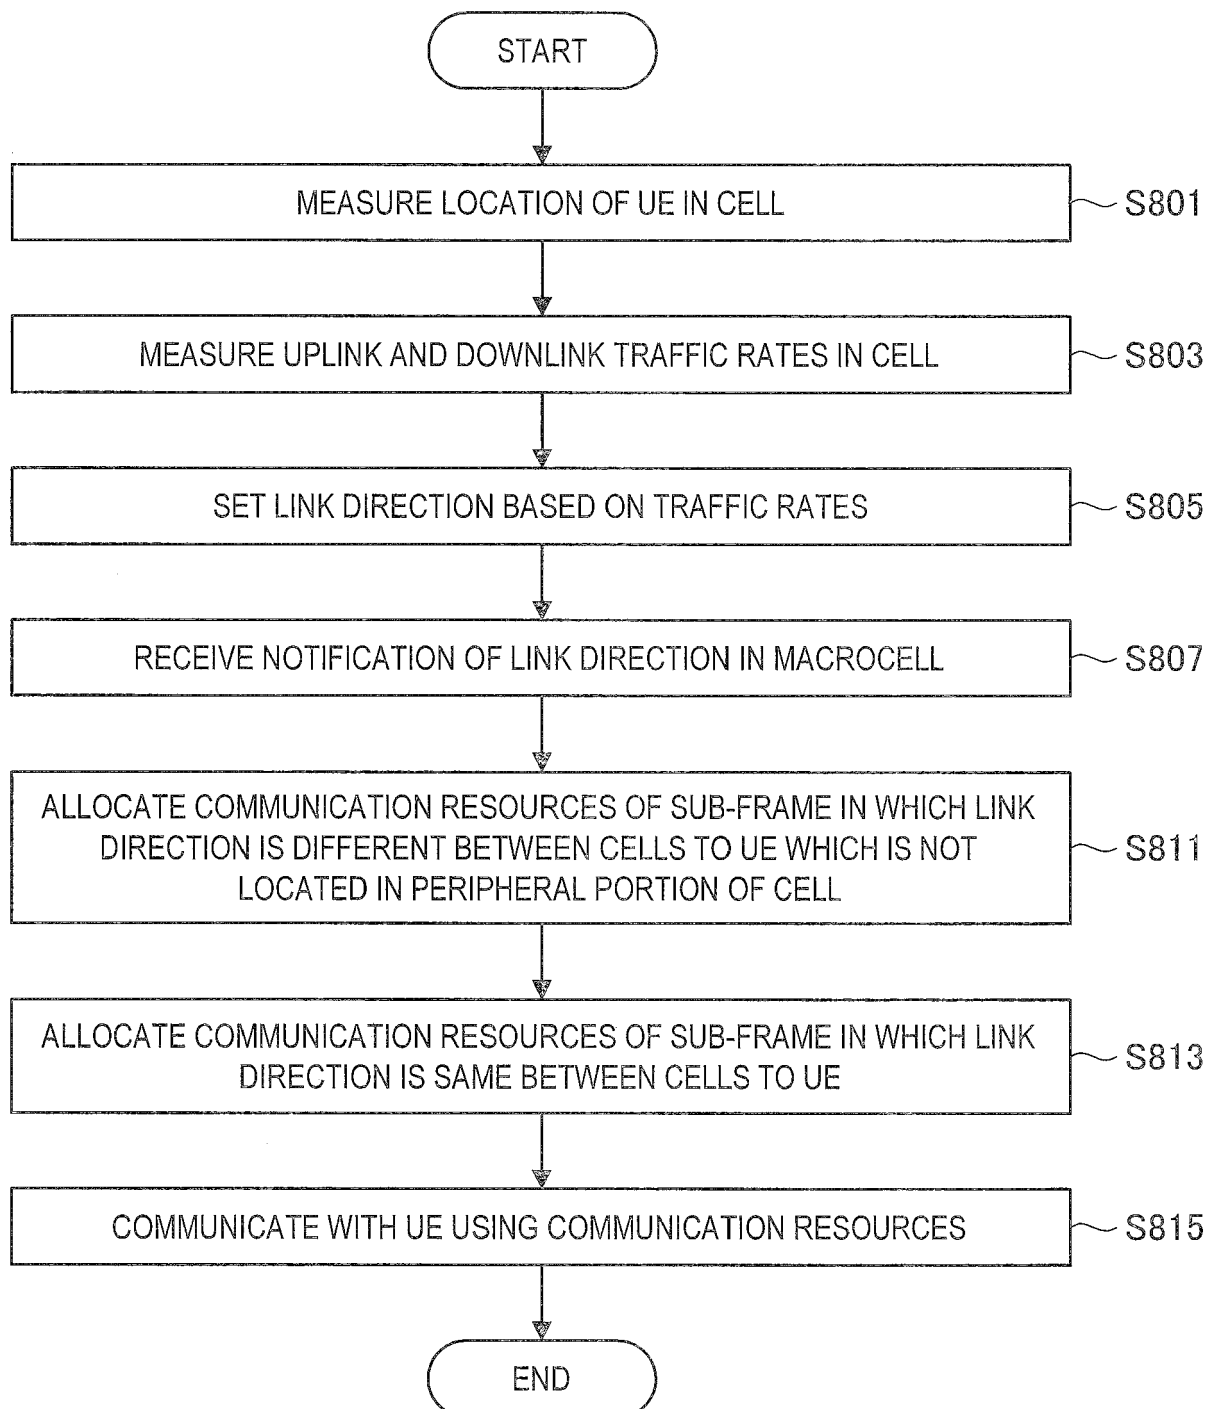 START
MEASURE LOCATION OF UE IN CELL
S801
MEASURE UPLINK AND DOWNLINK TRAFFIC RATES IN CELL
S803
SET LINK DIRECTION BASED ON TRAFFIC RATES
S805
RECEIVE NOTIFICATION OF LINK DIRECTION IN MACROCELL
S807
ALLOCATE COMMUNICATION RESOURCES OF SUB-FRAME IN WHICH LINK
DIRECTION IS DIFFERENT BETWEEN CELLS TO UE WHICH IS NOT
LOCATED IN PERIPHERAL PORTION OF CELL
S811
ALLOCATE COMMUNICATION RESOURCES OF SUB-FRAME IN WHICH LINK
DIRECTION IS SAME BETWEEN CELLS TO UE
S813
COMMUNICATE WITH UE USING COMMUNICATION RESOURCES
S815
END